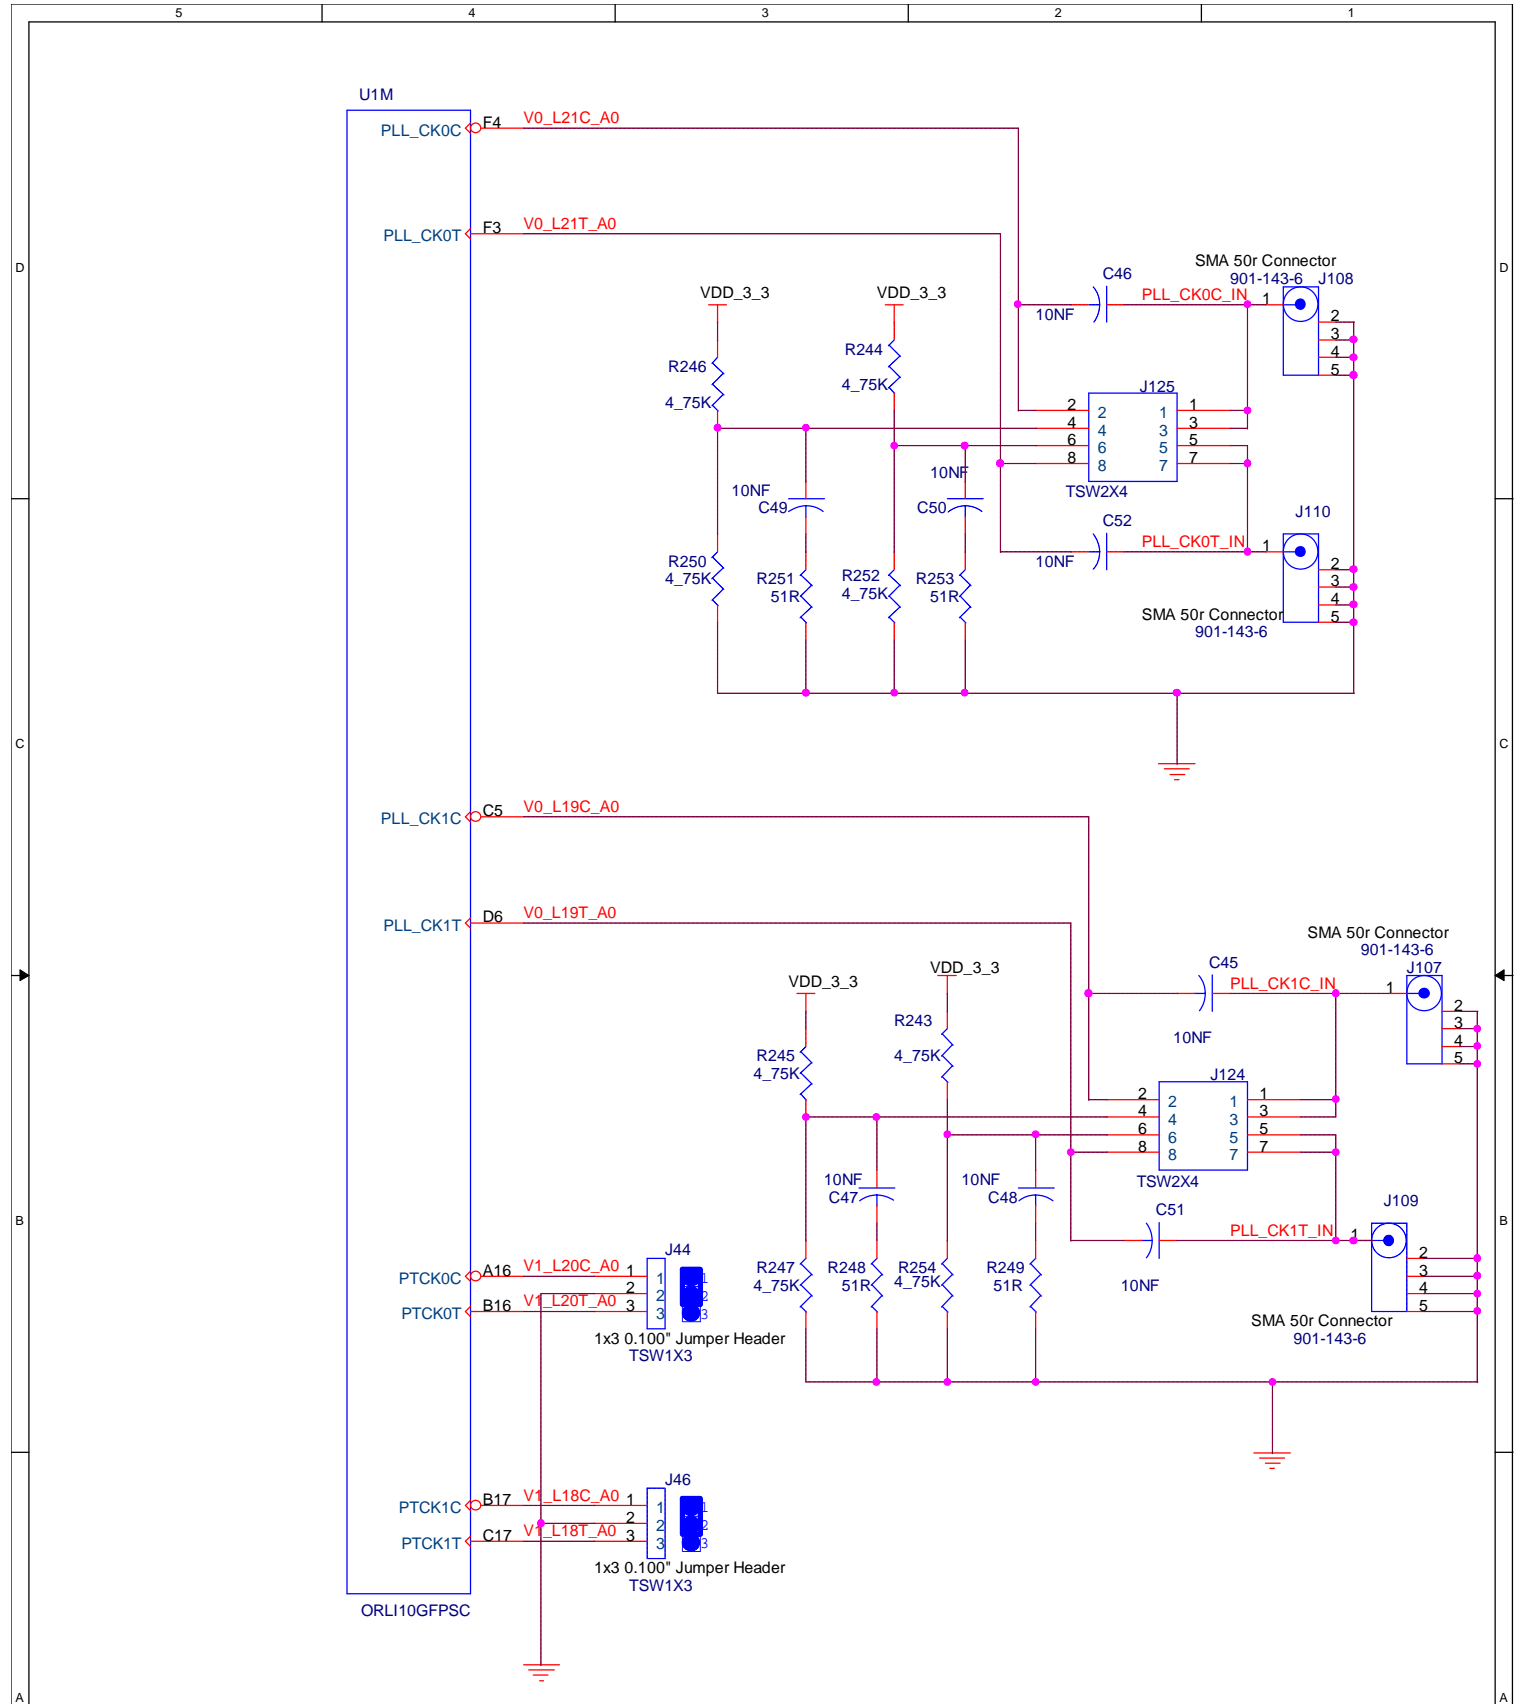 5 4 3 2 1
U1M
PLL_CK0C F4 V0_L21C_A0
PLL_CK0T F3 V0_L21T_A0
D D
SMA 50r Connector
901-143-6 J108
C46
10NF
PLL_CK0C_IN 1
2
3
4
5
VDD_3_3 VDD_3_3
R246
4_75K
R244
4_75K
J125
2 2 1 1
4 4 3 3
6 6 5 5
8 8 7 7
TSW2X4
10NF
C49
10NF
C50
C52
10NF
PLL_CK0T_IN 1
J110
2
3
4
5
SMA 50r Connector
901-143-6
R250
4_75K
R251
51R
R252
4_75K
R253
51R
C C
PLL_CK1C C5 V0_L19C_A0
PLL_CK1T D6 V0_L19T_A0
SMA 50r Connector
901-143-6
J107
C45
10NF
PLL_CK1C_IN 1
2
3
4
5
VDD_3_3 VDD_3_3
R245
4_75K
R243
4_75K
J124
2 2 1 1
4 4 3 3
6 6 5 5
8 8 7 7
TSW2X4
10NF
C47
10NF
C48
C51
10NF
PLL_CK1T_IN 1
J109
2
3
4
5
SMA 50r Connector
901-143-6
B B
R247
4_75K
R248
51R
R254
4_75K
R249
51R
J44
PTCK0C A16 V1_L20C_A0 1 1 1
2 2 2
PTCK0T B16 V1_L20T_A0 3 3 3
1x3 0.100" Jumper Header
TSW1X3
J46
PTCK1C B17 V1_L18C_A0 1 1 1
2 2 2
PTCK1T C17 V1_L18T_A0 3 3 3
1x3 0.100" Jumper Header
TSW1X3
ORLI10GFPSC
A A